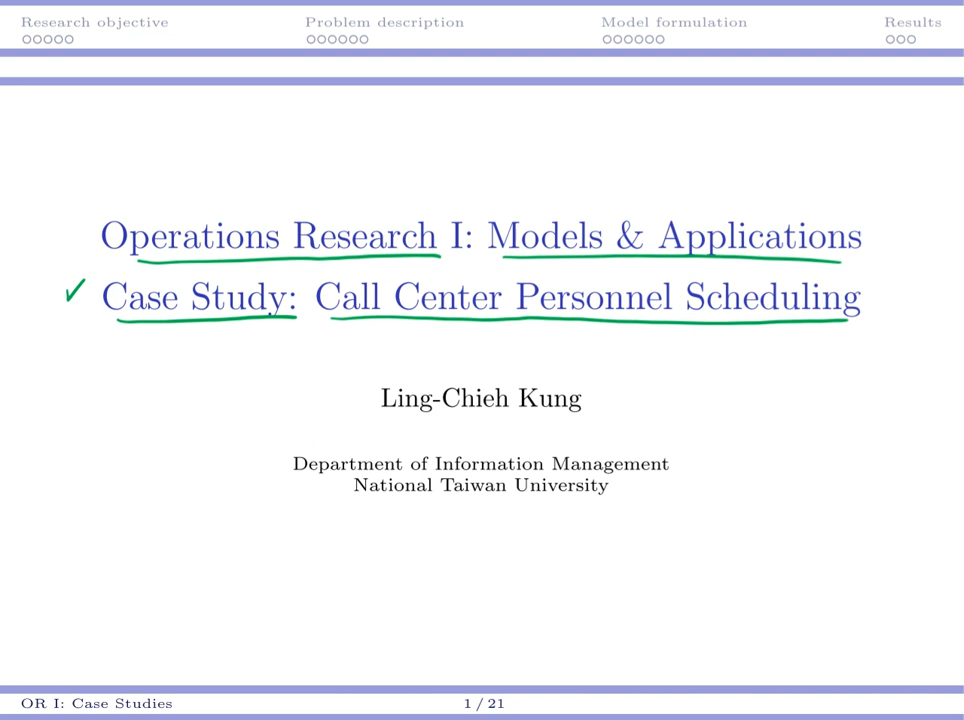 Research objective
Problem description
Model formulation
Results
Operations Research I: Models & Applications
Case Study: Call Center Personnel Scheduling
Ling-Chieh Kung
Department of Information Management
National Taiwan University
OR I: Case Studies
1 / 21